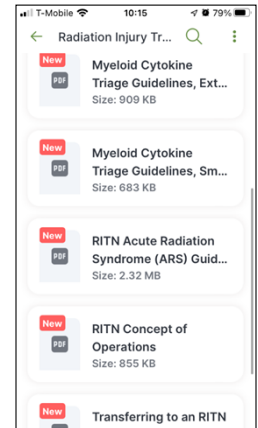 T-Mobile 10:15 79%
Radiation Injury Tr...
New
PDF
Myeloid Cytokine
Triage Guidelines, Ext...
Size: 909 KB
New
PDF
Myeloid Cytokine
Triage Guidelines, Sm...
Size: 683 KB
New
PDF
RITN Acute Radiation
Syndrome (ARS) Guid...
Size: 2.32 MB
New
PDF
RITN Concept of
Operations
Size: 855 KB
New
Transferring to an RITN